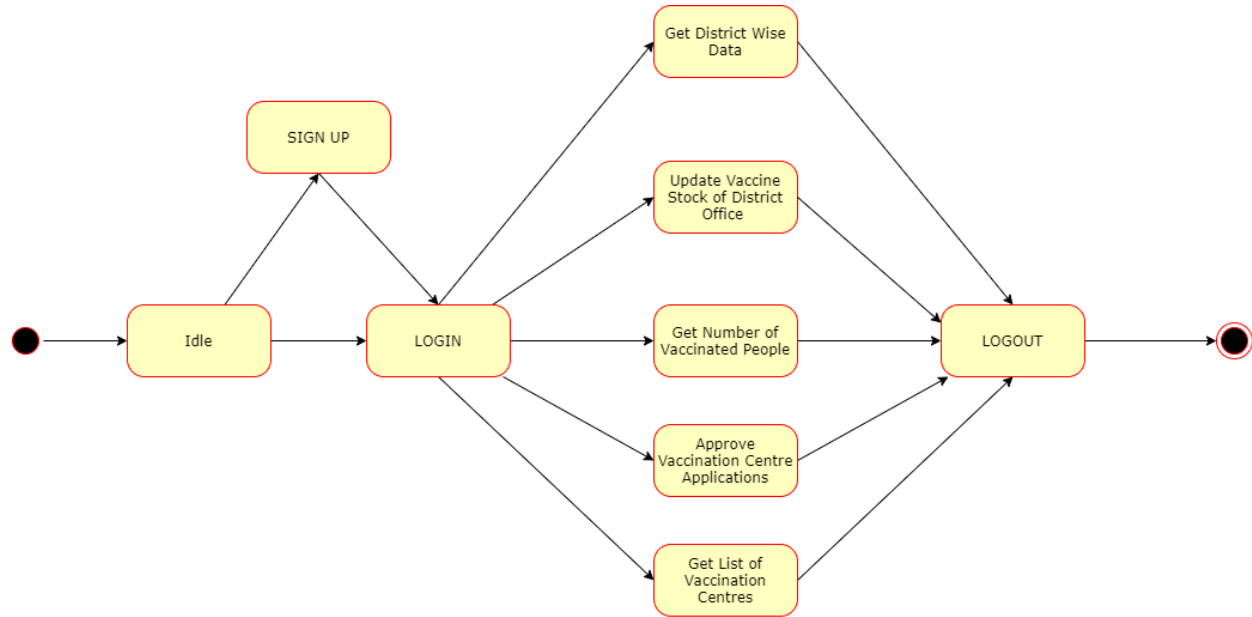 Get District Wise
Data
SIGN UP
Update Vaccine
Stock of District
Office
Idle
LOGIN
Get Number of
Vaccinated People
LOGOUT
Approve
Vaccination Centre
Applications
Get List of
Vaccination
Centres